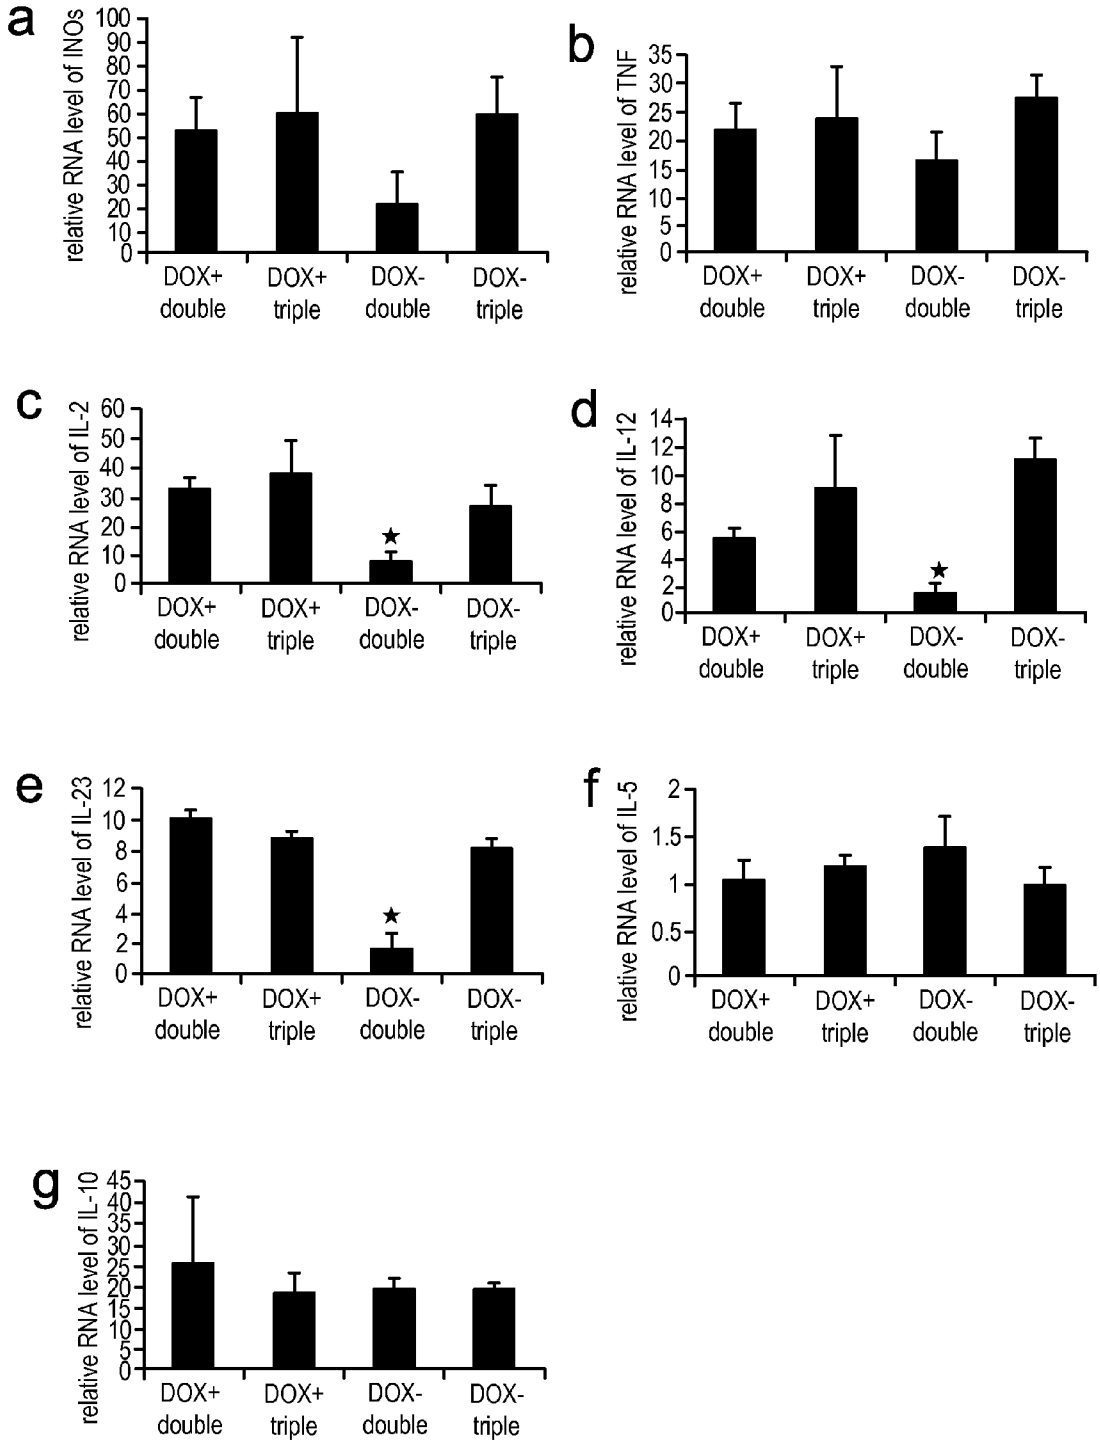 a
relative RNA level of INOs
100
90
80
70
60
50
40
30
20
10
0
DOX+ DOX+ DOX- DOX-
double triple double triple
b
relative RNA level of TNF
35
30
25
20
15
10
5
0
DOX+ DOX+ DOX- DOX-
double triple double triple
c
relative RNA level of IL-2
60
50
40
30
20
10
0
★
DOX+ DOX+ DOX- DOX-
double triple double triple
d
relative RNA level of IL-12
14
12
10
8
6
4
2
0
★
DOX+ DOX+ DOX- DOX-
double triple double triple
e
relative RNA level of IL-23
12
10
8
6
4
2
0
★
DOX+ DOX+ DOX- DOX-
double triple double triple
f
relative RNA level of IL-5
2
1.5
1
0.5
0
DOX+ DOX+ DOX- DOX-
double triple double triple
g
relative RNA level of IL-10
45
40
35
30
25
20
15
10
5
0
DOX+ DOX+ DOX- DOX-
double triple double triple